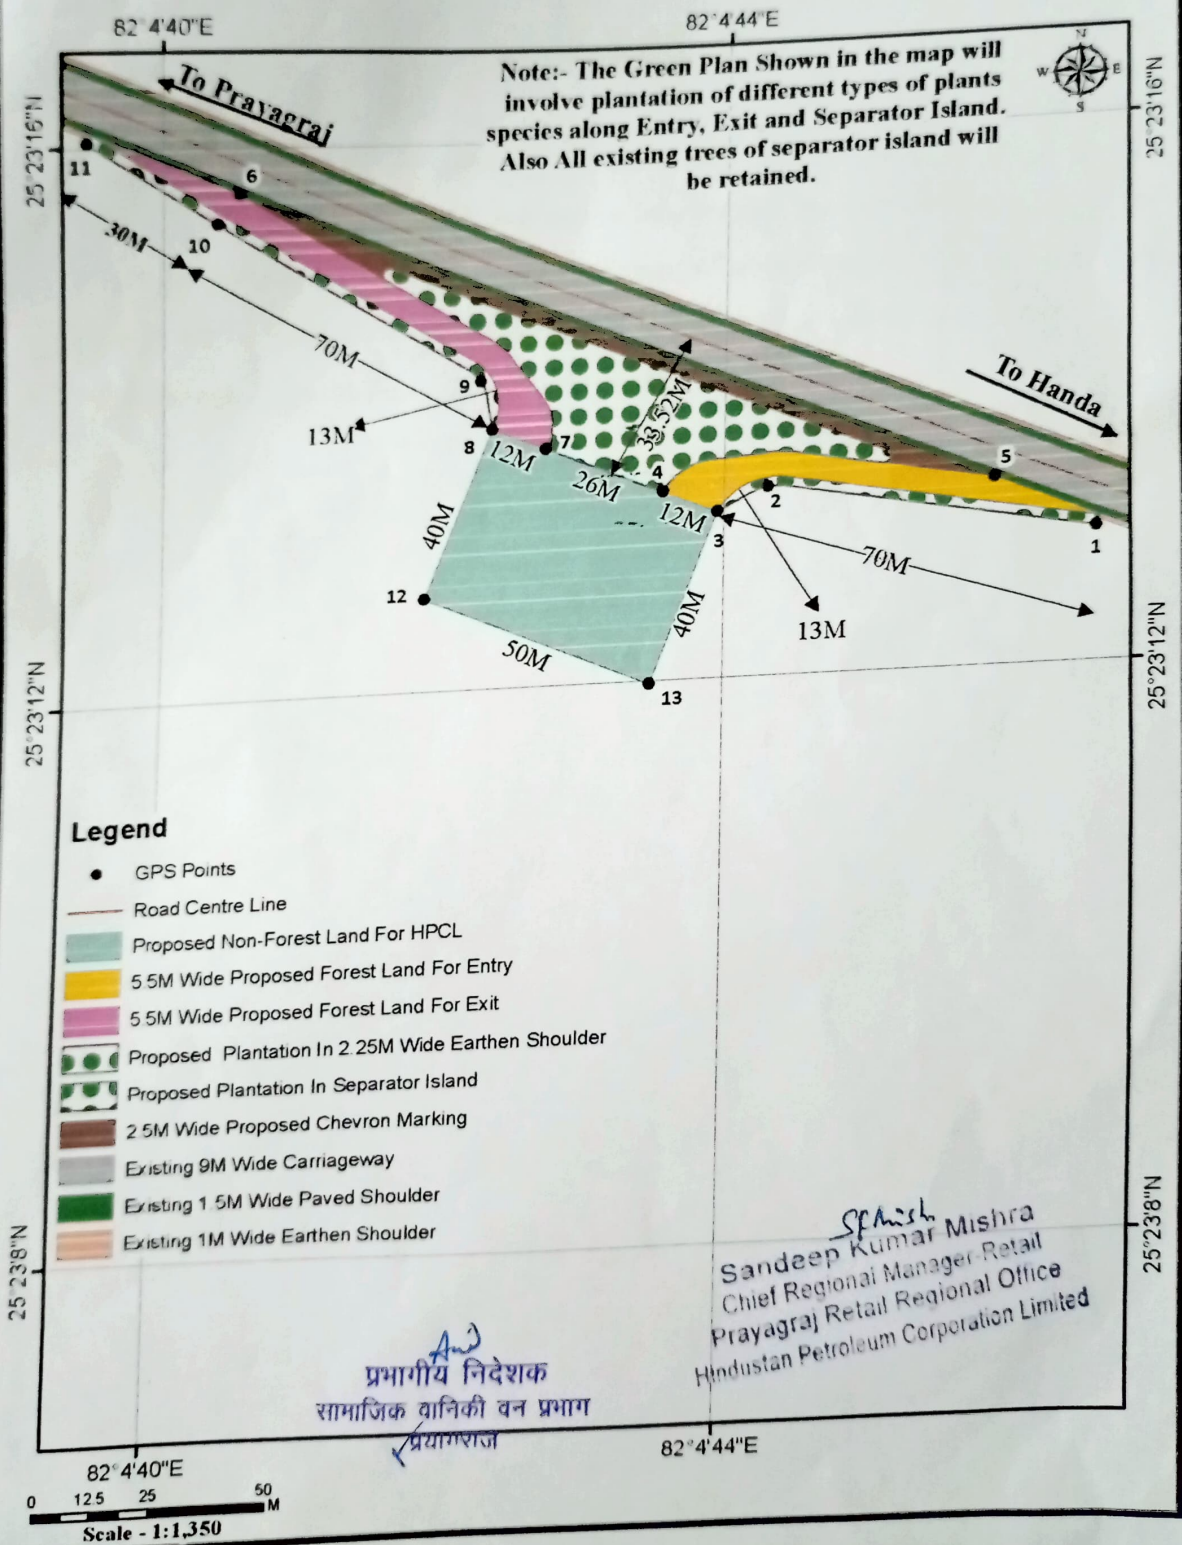 82°4'40"E
82°4'44"E
N
W E
S
Note:- The Green Plan Shown in the map will
involve plantation of different types of plants
species along Entry, Exit and Separator Island.
Also All existing trees of separator island will
be retained.
To Prayagraj
25°23'16"N
25°23'16"N
11
6
10
30M
70M
9
13M
8
12M
7
33.52M
26M
4
12M
3
2
5
To Handa
1
70M
13M
40M
40M
12
50M
13
25°23'12"N
25°23'12"N
Legend
GPS Points
Road Centre Line
Proposed Non-Forest Land For HPCL
5.5M Wide Proposed Forest Land For Entry
5.5M Wide Proposed Forest Land For Exit
Proposed Plantation In 2.25M Wide Earthen Shoulder
Proposed Plantation In Separator Island
2.5M Wide Proposed Chevron Marking
Existing 9M Wide Carriageway
Existing 1.5M Wide Paved Shoulder
Existing 1M Wide Earthen Shoulder
25°23'8"N
25°23'8"N
Sandeep Kumar Mishra
Chief Regional Manager-Retail
Prayagraj Retail Regional Office
Hindustan Petroleum Corporation Limited
प्रभागीय निदेशक
सामाजिक वानिकी वन प्रभाग
प्रयागराज
82°4'40"E
82°4'44"E
0 12.5 25 50
M
Scale - 1:1,350